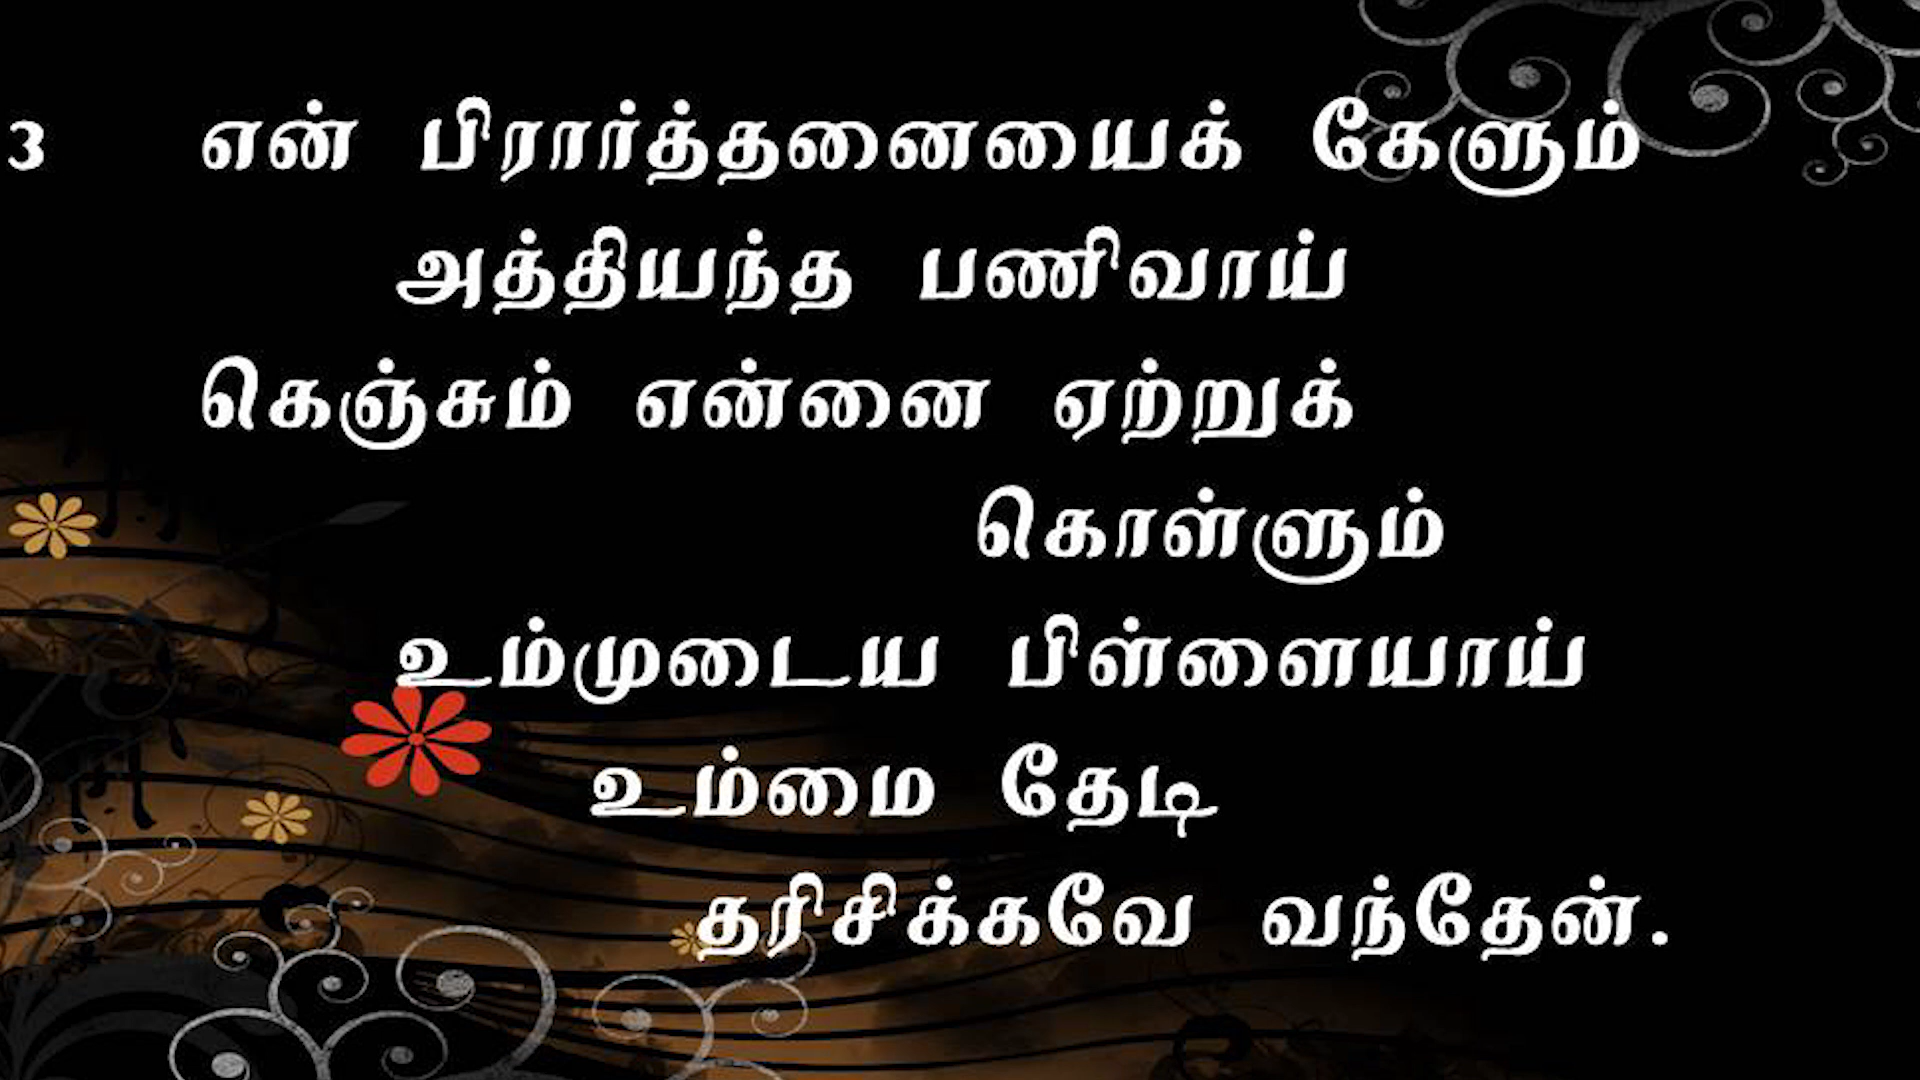 3 என் பிரார்த்தனையைக் கேளும்
அத்தியந்த பணிவாய்
கெஞ்சும் என்னை ஏற்றுக்
கொள்ளும்
உம்முடைய பிள்ளையாய்
உம்மை தேடி
தரிசிக்கவே வந்தேன்.